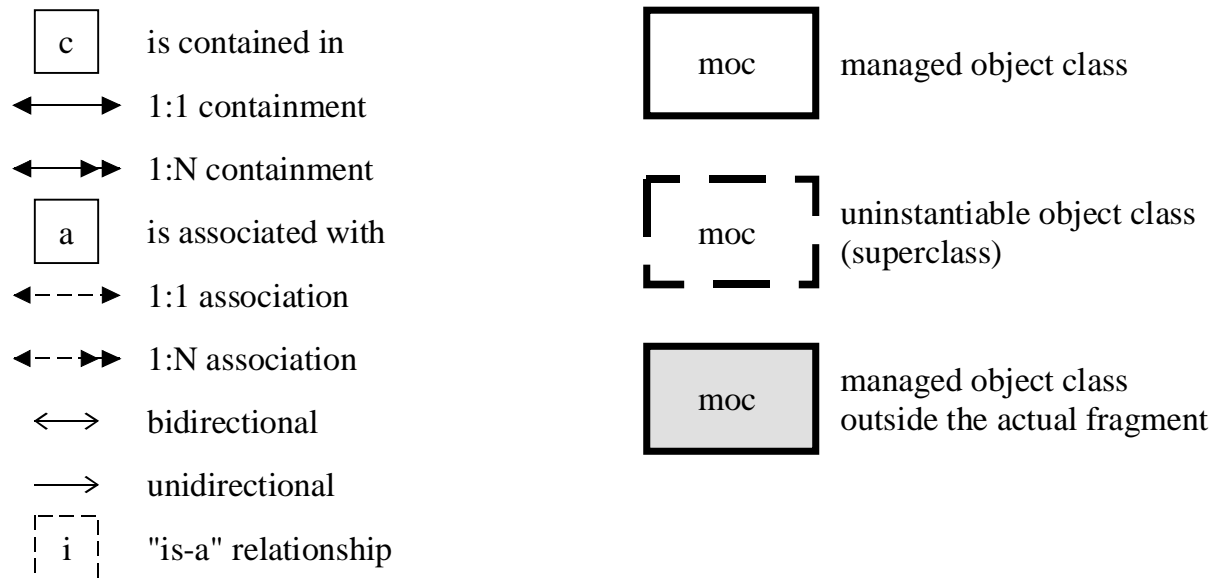 c is contained in
1:1 containment
1:N containment
a is associated with
1:1 association
1:N association
bidirectional
unidirectional
i "is-a" relationship
moc managed object class
moc uninstantiable object class
(superclass)
moc managed object class
outside the actual fragment